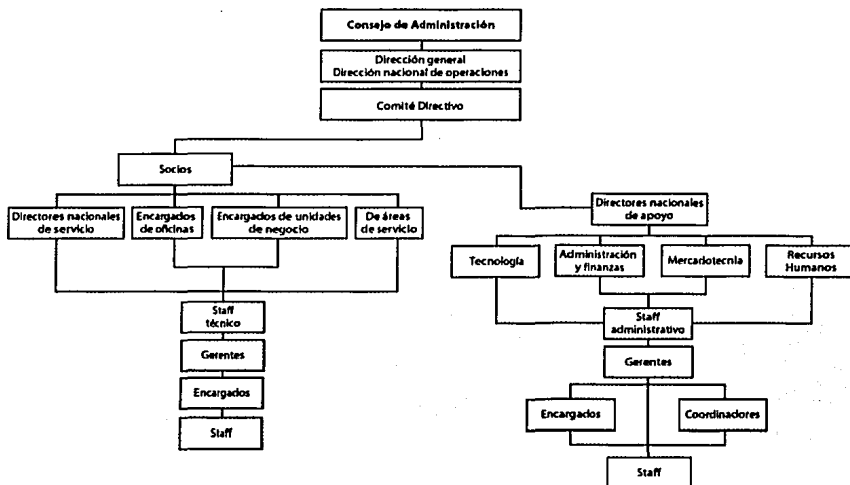 Consejo de Administración
Dirección general
Dirección nacional de operaciones
Comité Directivo
Socios
Directores nacionales
de servicio
Encargados
de oficinas
Encargados de unidades
de negocio
De áreas
de servicio
Staff
técnico
Gerentes
Encargados
Staff
Directores nacionales
de apoyo
Tecnología
Administración
y finanzas
Mercadotecnia
Recursos
Humanos
Staff
administrativo
Gerentes
Encargados
Coordinadores
Staff